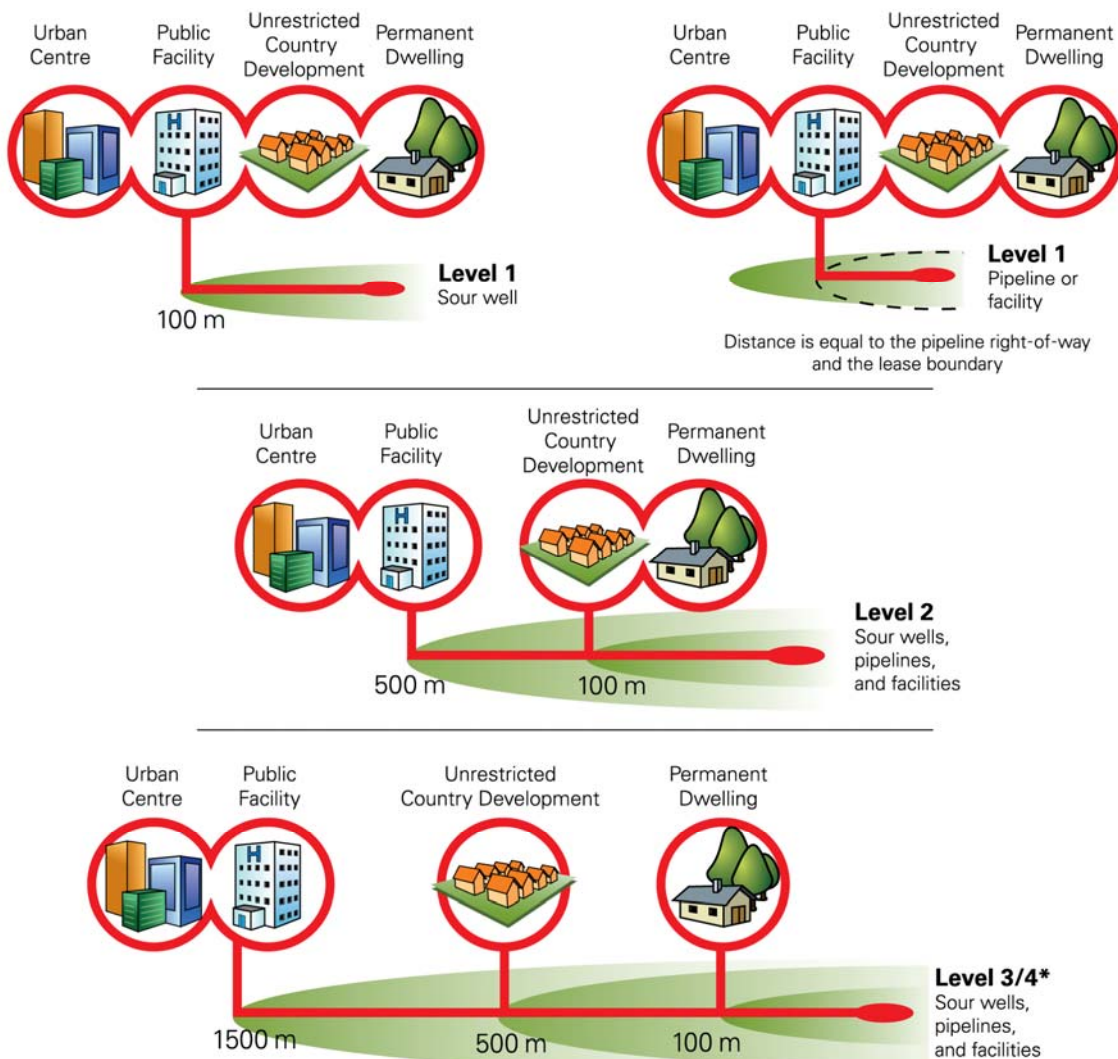 Urban
Centre
Public
Facility
Unrestricted
Country
Development
Permanent
Dwelling
H
100 m
Level 1
Sour well
Urban
Centre
Public
Facility
Unrestricted
Country
Development
Permanent
Dwelling
H
Level 1
Pipeline or
facility
Distance is equal to the pipeline right-of-way
and the lease boundary
Urban
Centre
Public
Facility
Unrestricted
Country
Development
Permanent
Dwelling
H
500 m
100 m
Level 2
Sour wells,
pipelines,
and facilities
Urban
Centre
Public
Facility
Unrestricted
Country Development
Permanent
Dwelling
H
1500 m
500 m
100 m
Level 3/4*
Sour wells,
pipelines,
and facilities